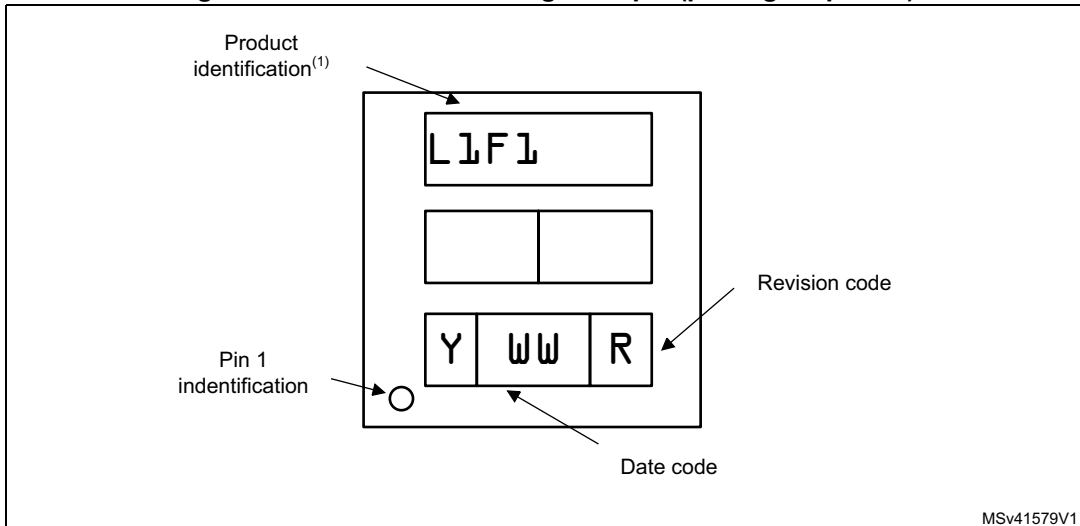 Product
identification(1)
L1F1
Revision code
Y WW R
Pin 1
indentification
Date code
MSv41579V1